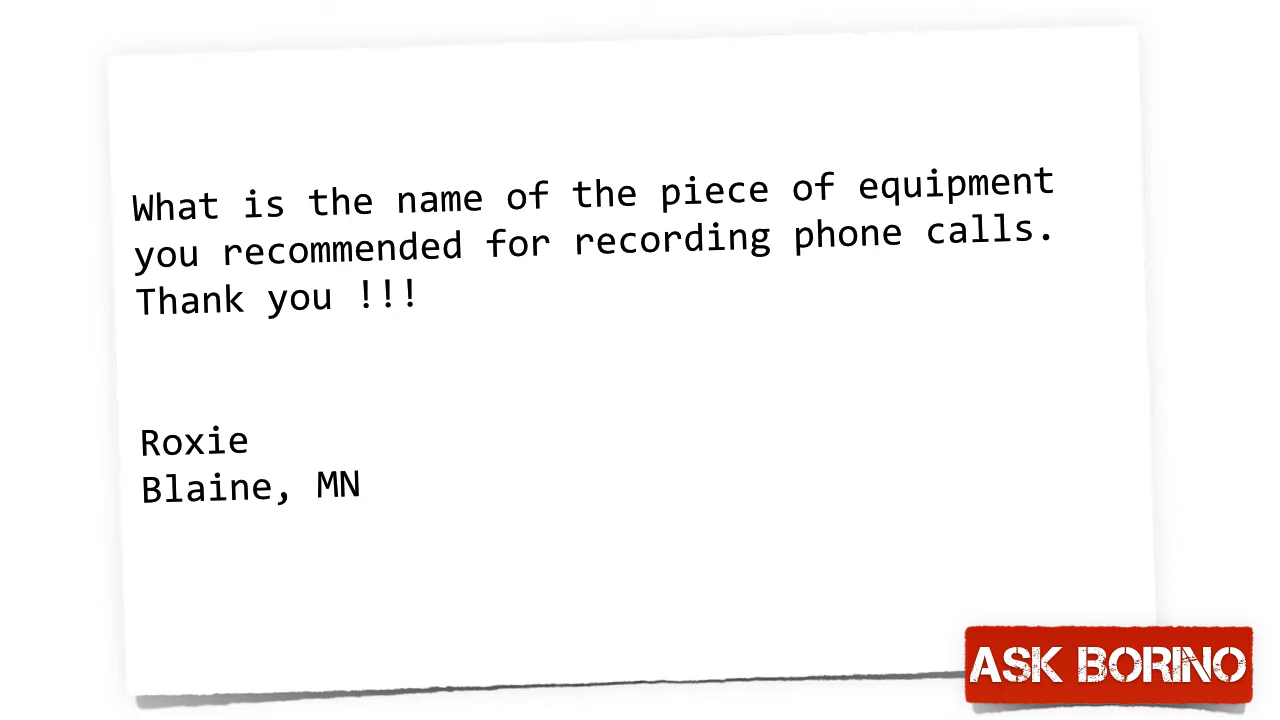 What is the name of the piece of equipment
you recommended for recording phone calls.
Thank you !!!
Roxie
Blaine, MN
ASK BORINO